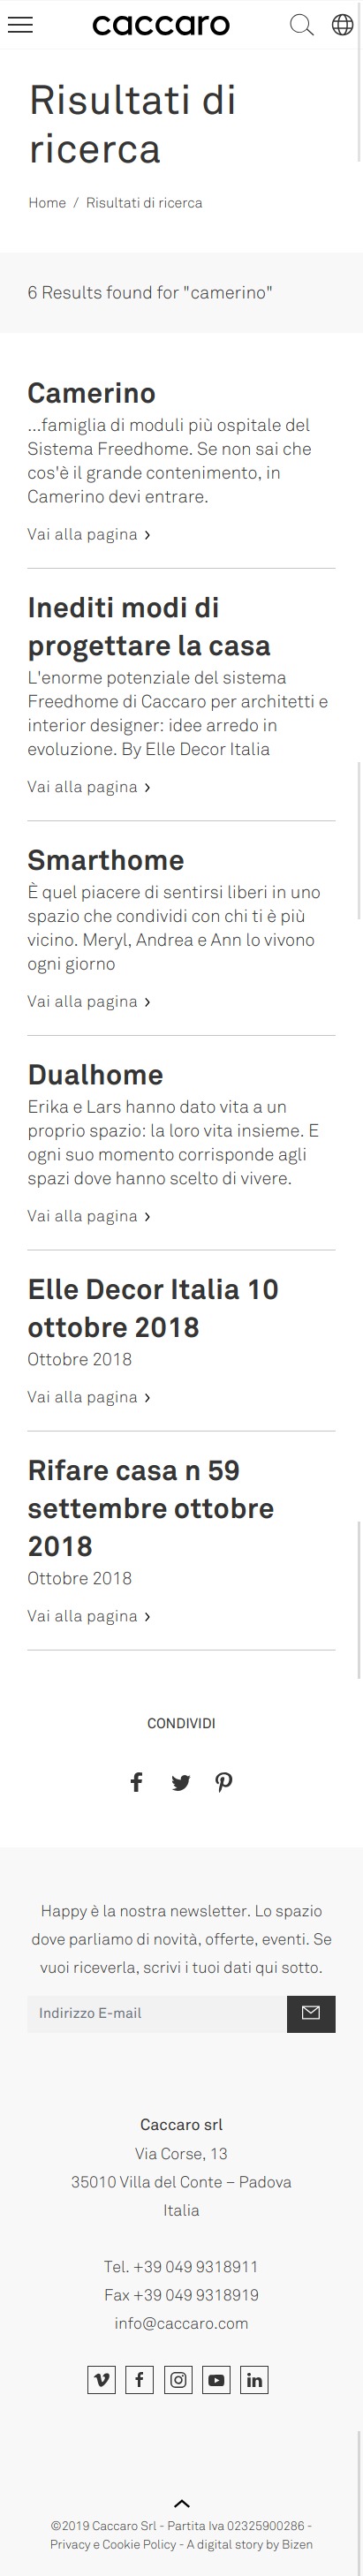 caccaro
Risultati di
ricerca
Home / Risultati di ricerca
6 Results found for "camerino"
Camerino
...famiglia di moduli più ospitale del
Sistema Freedhome. Se non sai che
cos'è il grande contenimento, in
Camerino devi entrare.
Vai alla pagina ›
Inediti modi di
progettare la casa
L'enorme potenziale del sistema
Freedhome di Caccaro per architetti e
interior designer: idee arredo in
evoluzione. By Elle Decor Italia
Vai alla pagina ›
Smarthome
È quel piacere di sentirsi liberi in uno
spazio che condividi con chi ti è più
vicino. Meryl, Andrea e Ann lo vivono
ogni giorno
Vai alla pagina ›
Dualhome
Erika e Lars hanno dato vita a un
proprio spazio: la loro vita insieme. E
ogni suo momento corrisponde agli
spazi dove hanno scelto di vivere.
Vai alla pagina ›
Elle Decor Italia 10
ottobre 2018
Ottobre 2018
Vai alla pagina ›
Rifare casa n 59
settembre ottobre
2018
Ottobre 2018
Vai alla pagina ›
CONDIVIDI
Happy è la nostra newsletter. Lo spazio
dove parliamo di novità, offerte, eventi. Se
vuoi riceverla, scrivi i tuoi dati qui sotto.
Indirizzo E-mail
Caccaro srl
Via Corse, 13
35010 Villa del Conte – Padova
Italia
Tel. +39 049 9318911
Fax +39 049 9318919
info@caccaro.com
©2019 Caccaro Srl - Partita Iva 02325900286 -
Privacy e Cookie Policy - A digital story by Bizen